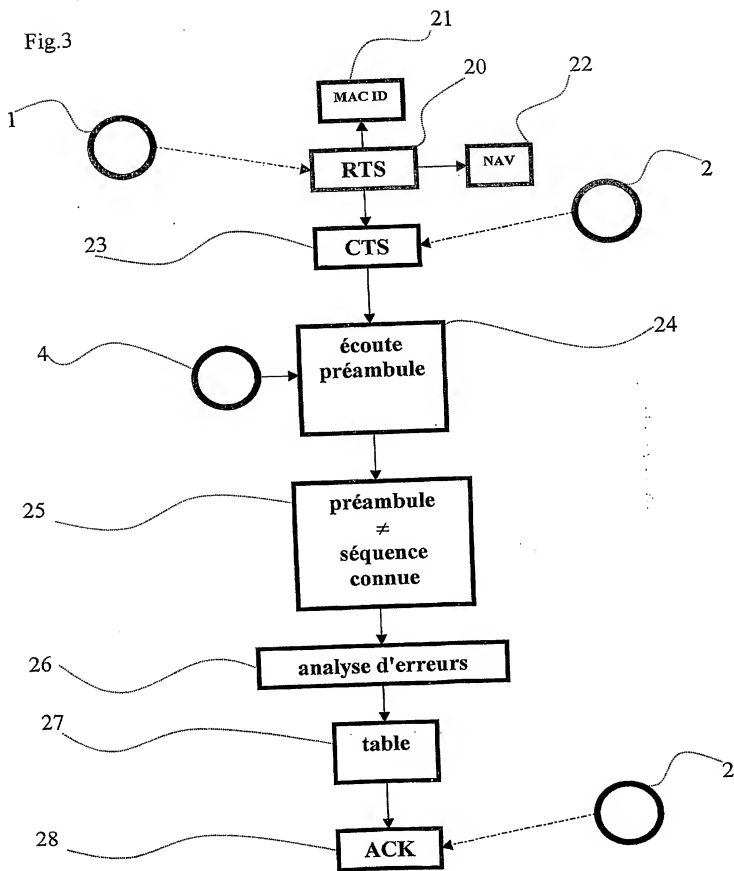 Fig.3
21
20
22
MAC ID
1
RTS
NAV
2
23
CTS
24
4
écoute
préambule
25
préambule
≠
séquence
connue
26
analyse d'erreurs
27
table
2
28
ACK